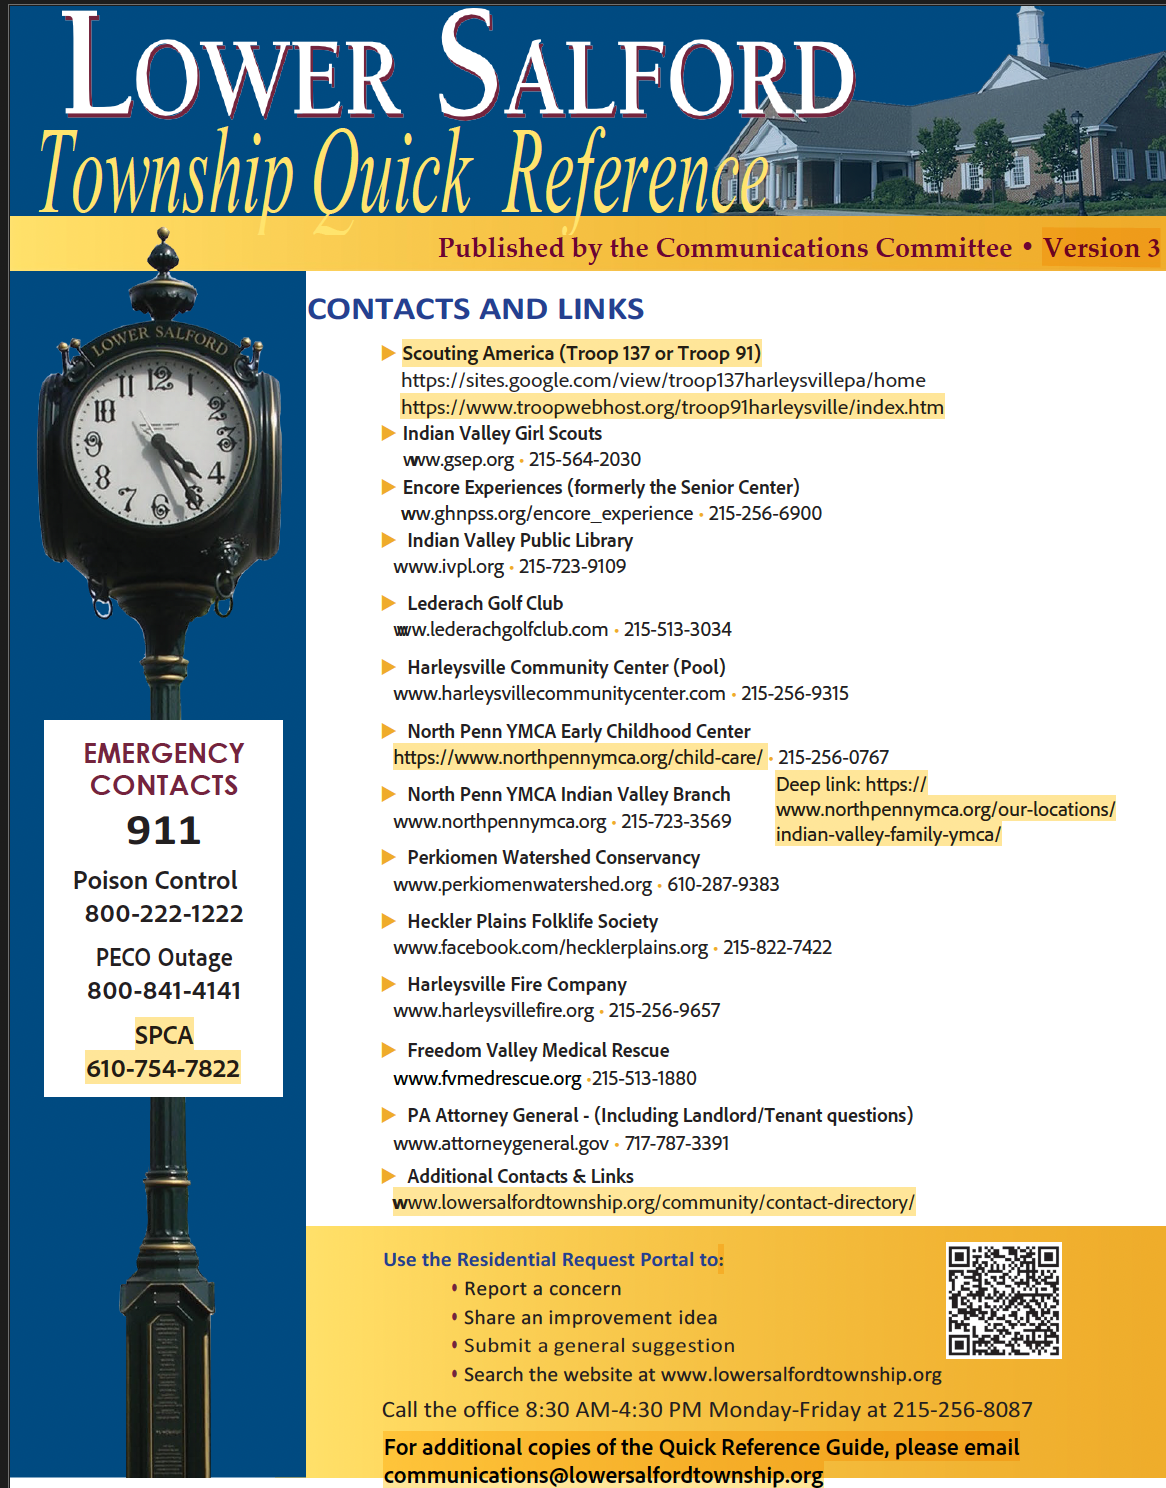 LOWER SALFORD
Township Quick Reference
Published by the Communications Committee • Version 3
LOWER SALFORD
12
1
2
3
4
5
6
7
8
9
10
11
EMERGENCY
CONTACTS
911
Poison Control
800-222-1222
PECO Outage
800-841-4141
SPCA
610-754-7822
CONTACTS AND LINKS
Scouting America (Troop 137 or Troop 91)
https://sites.google.com/view/troop137harleysvillepa/home
https://www.troopwebhost.org/troop91harleysville/index.htm
Indian Valley Girl Scouts
www.gsep.org • 215-564-2030
Encore Experiences (formerly the Senior Center)
ww.ghnpss.org/encore_experience • 215-256-6900
Indian Valley Public Library
www.ivpl.org • 215-723-9109
Lederach Golf Club
www.lederachgolfclub.com • 215-513-3034
Harleysville Community Center (Pool)
www.harleysvillecommunitycenter.com • 215-256-9315
North Penn YMCA Early Childhood Center
https://www.northpennymca.org/child-care/ • 215-256-0767
North Penn YMCA Indian Valley Branch
www.northpennymca.org • 215-723-3569
Deep link: https://
www.northpennymca.org/our-locations/
indian-valley-family-ymca/
Perkiomen Watershed Conservancy
www.perkiomenwatershed.org • 610-287-9383
Heckler Plains Folklife Society
www.facebook.com/hecklerplains.org • 215-822-7422
Harleysville Fire Company
www.harleysvillefire.org • 215-256-9657
Freedom Valley Medical Rescue
www.fvmedrescue.org •215-513-1880
PA Attorney General - (Including Landlord/Tenant questions)
www.attorneygeneral.gov • 717-787-3391
Additional Contacts & Links
www.lowersalfordtownship.org/community/contact-directory/
Use the Residential Request Portal to:
• Report a concern
• Share an improvement idea
• Submit a general suggestion
• Search the website at www.lowersalfordtownship.org
Call the office 8:30 AM-4:30 PM Monday-Friday at 215-256-8087
For additional copies of the Quick Reference Guide, please email
communications@lowersalfordtownship.org